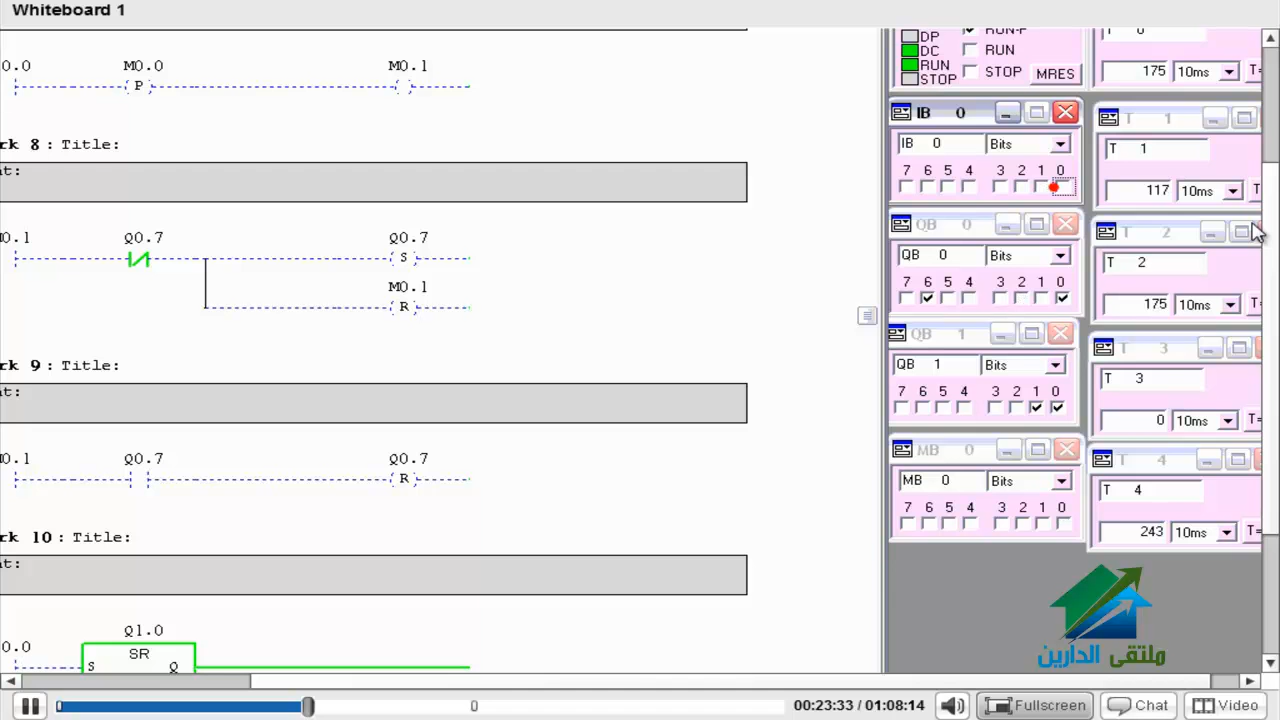 Whiteboard 1
0.0 M0.0 M0.1
P
rk 8 : Title:
t:
0.1 Q0.7 Q0.7
S
M0.1
R
rk 9 : Title:
t:
0.1 Q0.7 Q0.7
R
rk 10 : Title:
t:
0.0 Q1.0
SR
S Q
DP
DC
RUN
STOP
RUN-P
RUN
STOP MRES
IB 0
IB 0 Bits
7 6 5 4 3 2 1 0
QB 0
QB 0 Bits
7 6 5 4 3 2 1 0
QB 1
QB 1 Bits
7 6 5 4 3 2 1 0
MB 0
MB 0 Bits
7 6 5 4 3 2 1 0
T 0
175 10ms T=
T 1
T 1
117 10ms T
T 2
T 2
175 10ms T=
T 3
T 3
0 10ms T=
T 4
T 4
243 10ms T=
ملتقى الدارين
0 00:23:33 / 01:08:14 Fullscreen Chat Video